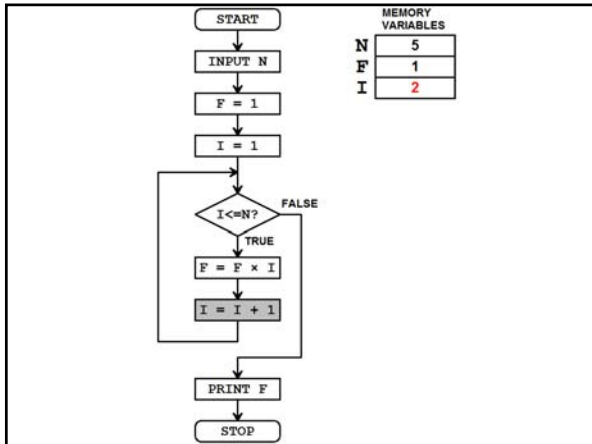 START
INPUT N
F = 1
I = 1
I<=N?
FALSE
TRUE
F = F × I
I = I + 1
PRINT F
STOP
MEMORY
VARIABLES
N 5
F 1
I 2